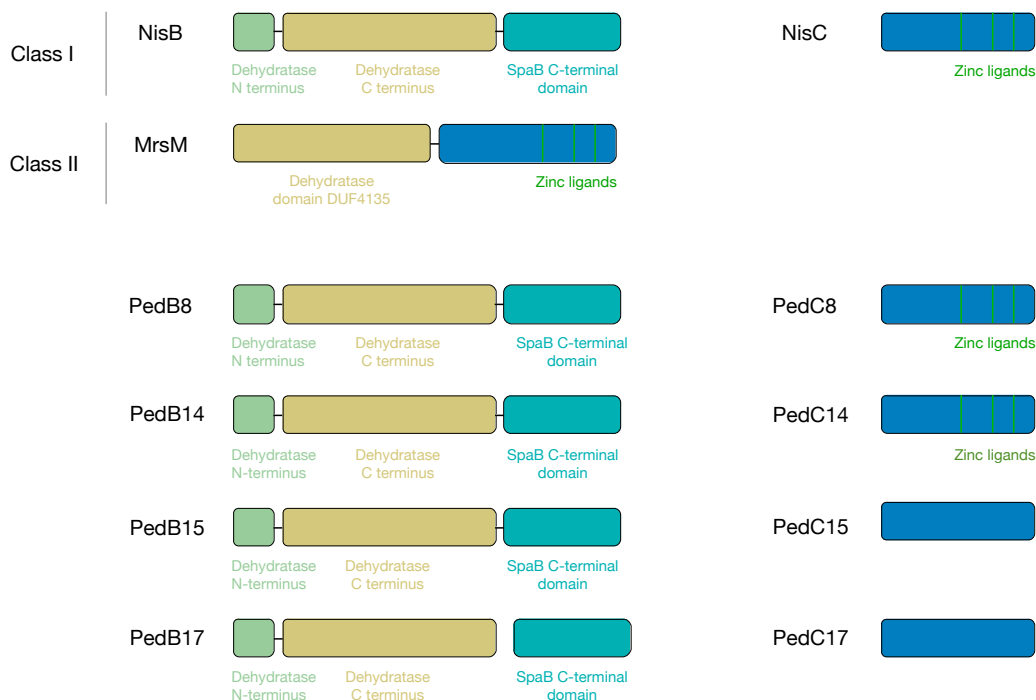 Class I
NisB
Dehydratase
N terminus
Dehydratase
C terminus
SpaB C-terminal
domain
NisC
Zinc ligands
Class II
MrsM
Dehydratase
domain DUF4135
Zinc ligands
PedB8
Dehydratase
N terminus
Dehydratase
C terminus
SpaB C-terminal
domain
PedC8
Zinc ligands
PedB14
Dehydratase
N-terminus
Dehydratase
C terminus
SpaB C-terminal
domain
PedC14
Zinc ligands
PedB15
Dehydratase
N-terminus
Dehydratase
C terminus
SpaB C-terminal
domain
PedC15
PedB17
Dehydratase
N-terminus
Dehydratase
C terminus
SpaB C-terminal
domain
PedC17